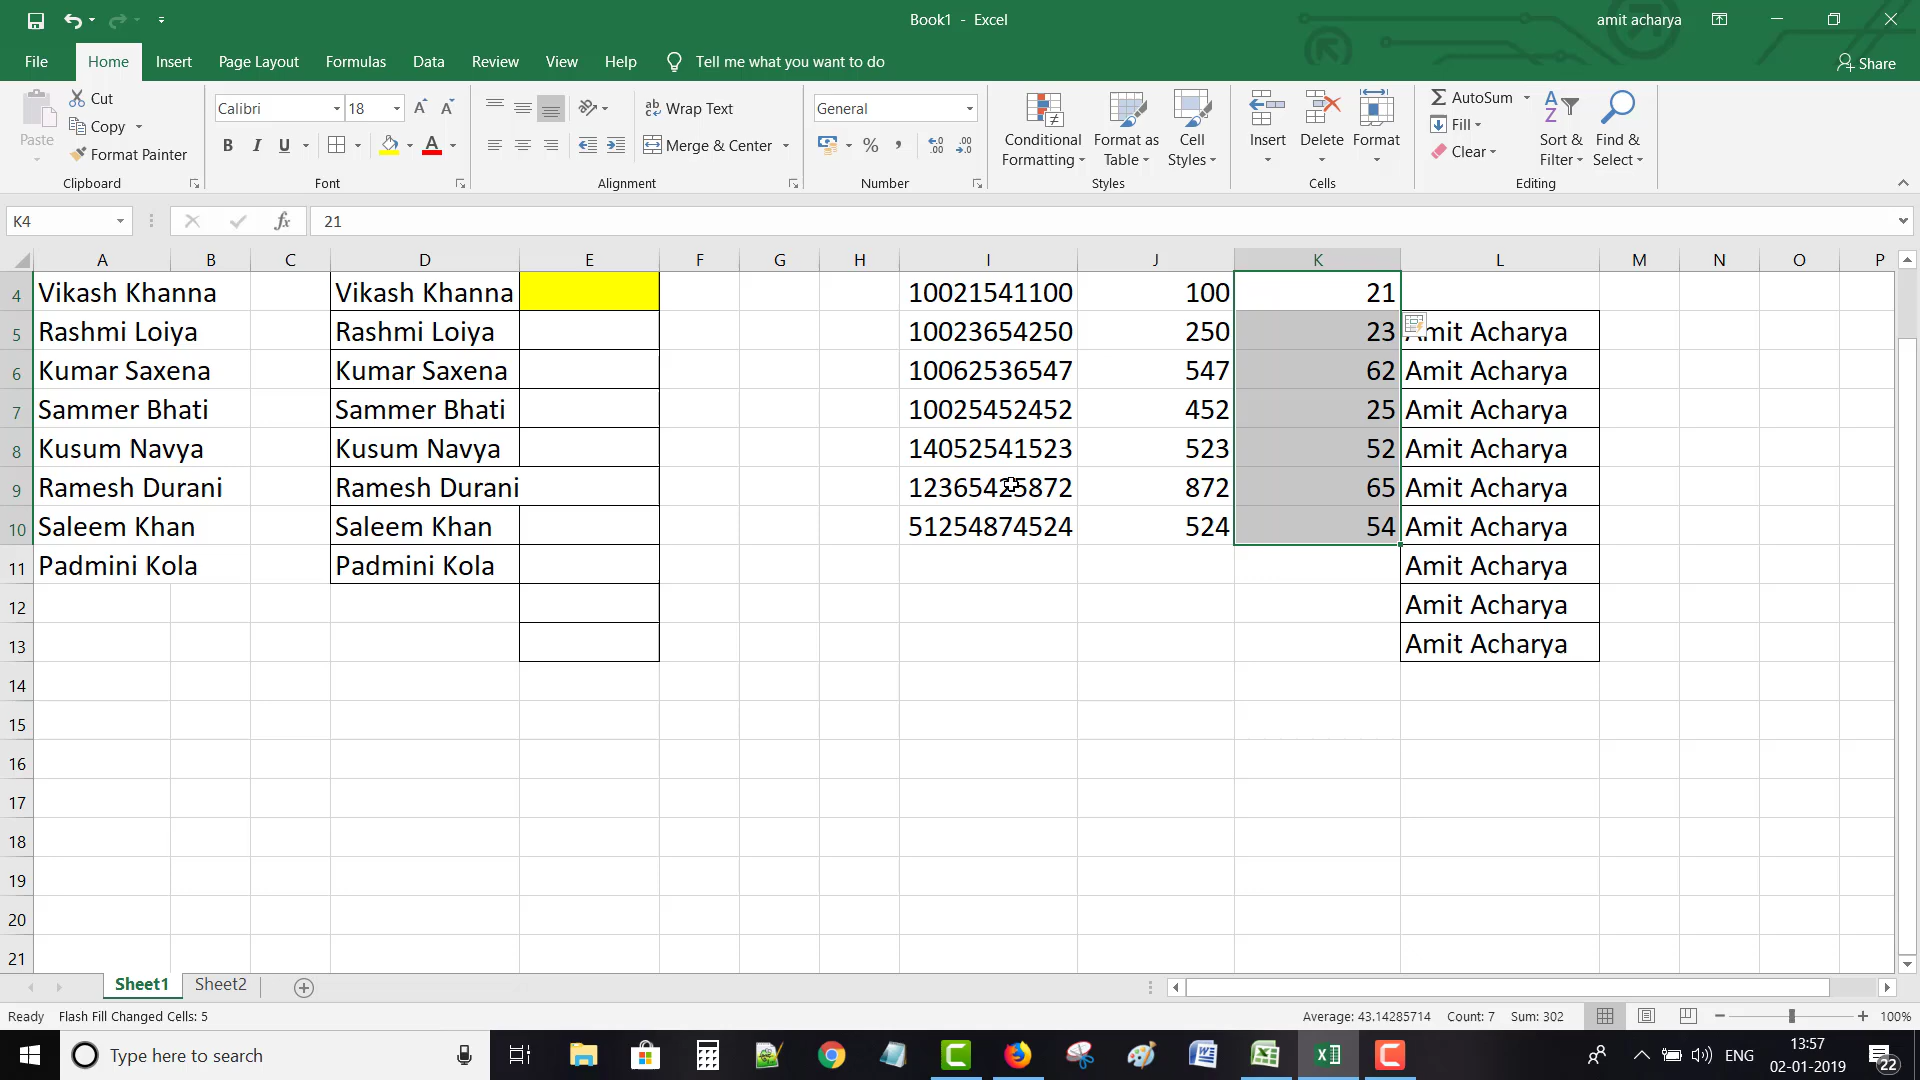 Book1 - Excel
amit acharya
File Home Insert Page Layout Formulas Data Review View Help Tell me what you want to do Share
Paste
Cut
Copy
Format Painter
Clipboard
Calibri 18
B I U
Font
Wrap Text
Merge & Center
Alignment
General
Number
Conditional Formatting
Format as Table
Cell Styles
Styles
Insert Delete Format
Cells
AutoSum
Fill
Clear
Sort & Filter
Find & Select
Editing
K4 fx 21
A B C D E F G H I J K L M N O P
4 Vikash Khanna Vikash Khanna 10021541100 100 21
5 Rashmi Loiya Rashmi Loiya 10023654250 250 23 Amit Acharya
6 Kumar Saxena Kumar Saxena 10062536547 547 62 Amit Acharya
7 Sammer Bhati Sammer Bhati 10025452452 452 25 Amit Acharya
8 Kusum Navya Kusum Navya 14052541523 523 52 Amit Acharya
9 Ramesh Durani Ramesh Durani 12365425872 872 65 Amit Acharya
10 Saleem Khan Saleem Khan 51254874524 524 54 Amit Acharya
11 Padmini Kola Padmini Kola Amit Acharya
12 Amit Acharya
13 Amit Acharya
14
15
16
17
18
19
20
21
Sheet1 Sheet2
Ready Flash Fill Changed Cells: 5 Average: 43.14285714 Count: 7 Sum: 302 100%
Type here to search
ENG
13:57
02-01-2019
22